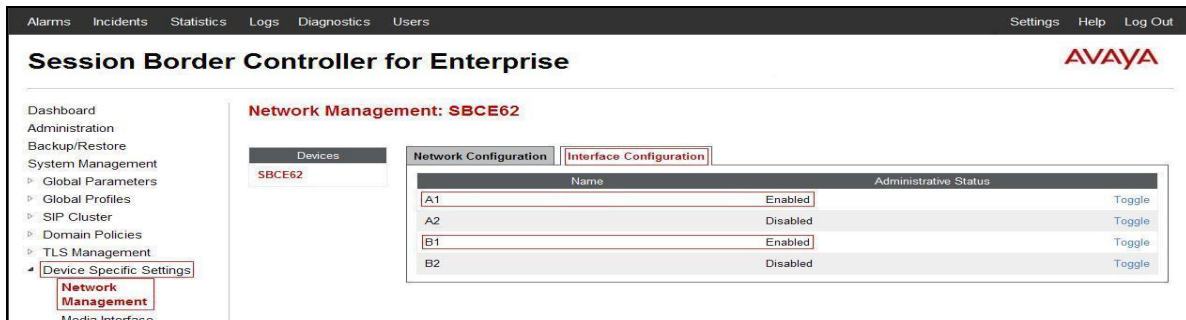 Alarms Incidents Statistics Logs Diagnostics Users Settings Help Log Out
Session Border Controller for Enterprise
AVAYA
Dashboard
Administration
Backup/Restore
System Management
Global Parameters
Global Profiles
SIP Cluster
Domain Policies
TLS Management
Device Specific Settings
Network
Management
Media Interface
Network Management: SBCE62
Devices
SBCE62
Network Configuration Interface Configuration
Name Administrative Status
A1 Enabled Toggle
A2 Disabled Toggle
B1 Enabled Toggle
B2 Disabled Toggle